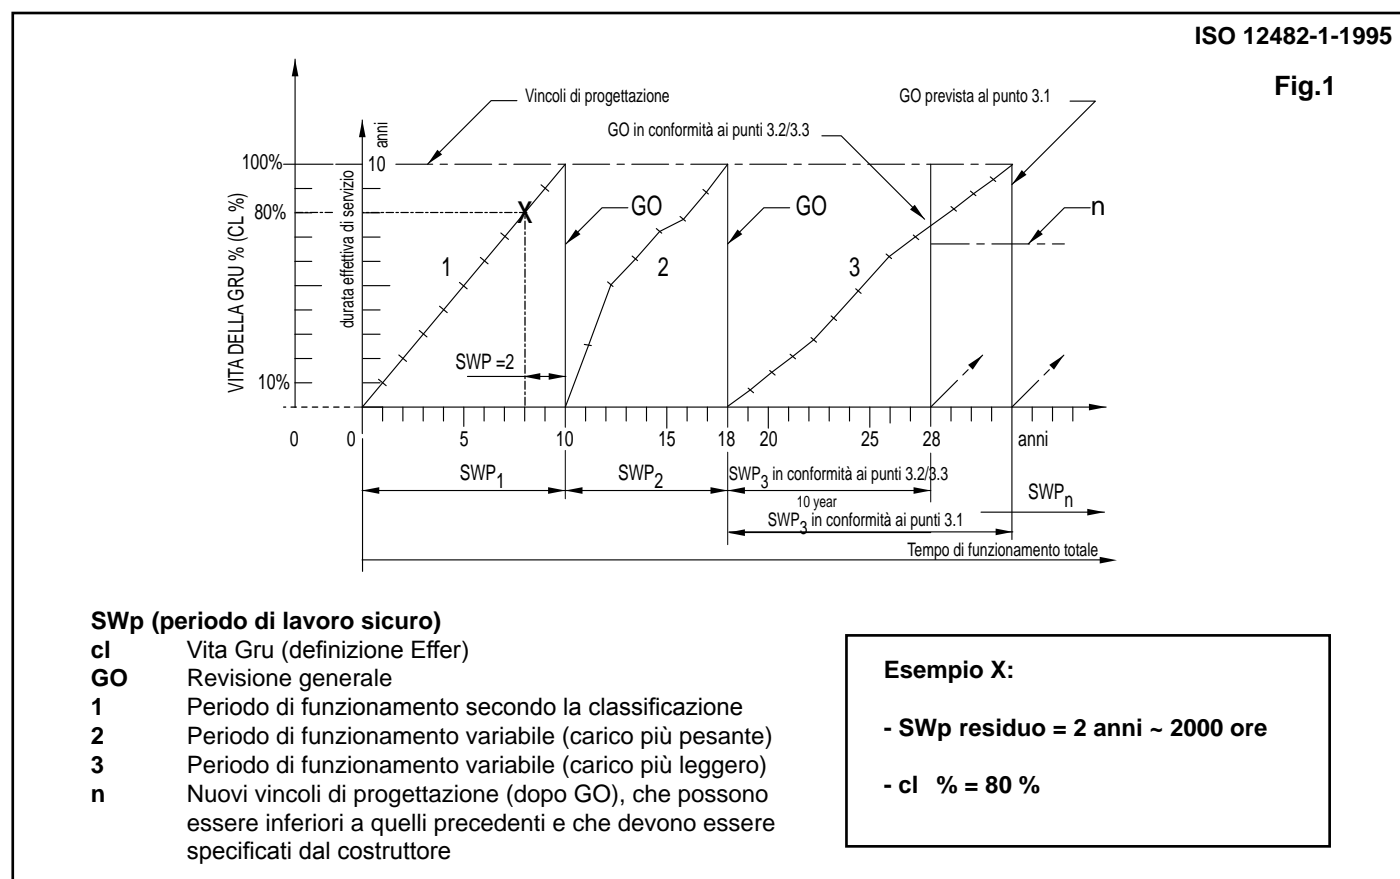 ISO 12482-1-1995
Fig.1
Vincoli di progettazione
GO prevista al punto 3.1
GO in conformità ai punti 3.2/3.3
anni
100%
10
80%
10%
VITA DELLA GRU % (CL %)
durata effettiva di servizio
X
GO
GO
n
1
2
3
SWP =2
0
0
5
10
15
18
20
25
28
anni
SWP1
SWP2
SWP3 in conformità ai punti 3.2/3.3
10 year
SWP3 in conformità ai punti 3.1
SWPn
Tempo di funzionamento totale
SWp (periodo di lavoro sicuro)
cl Vita Gru (definizione Effer)
GO Revisione generale
1 Periodo di funzionamento secondo la classificazione
2 Periodo di funzionamento variabile (carico più pesante)
3 Periodo di funzionamento variabile (carico più leggero)
n Nuovi vincoli di progettazione (dopo GO), che possono
essere inferiori a quelli precedenti e che devono essere
specificati dal costruttore
Esempio X:
- SWp residuo = 2 anni ~ 2000 ore
- cl % = 80 %